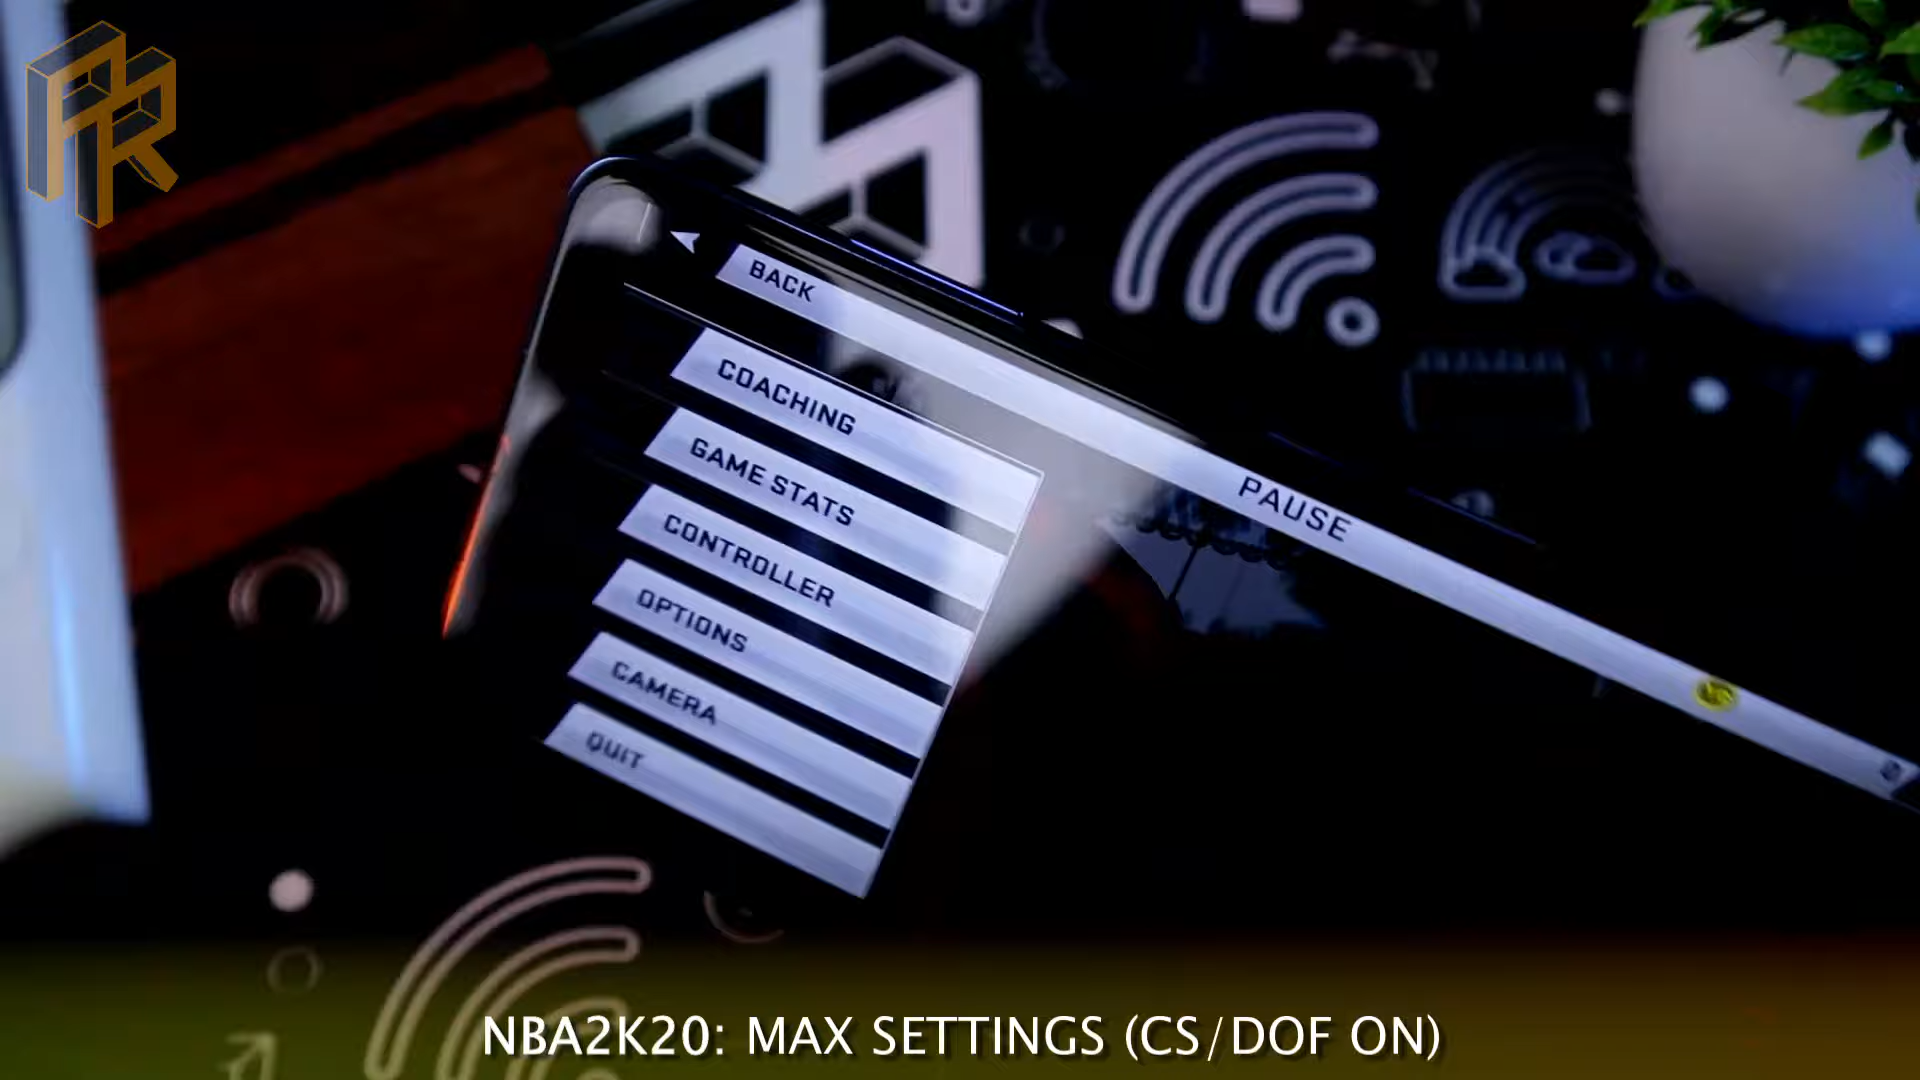 BACK
PAUSE
COACHING
GAME STATS
CONTROLLER
OPTIONS
CAMERA
QUIT
NBA2K20: MAX SETTINGS (CS/DOF ON)